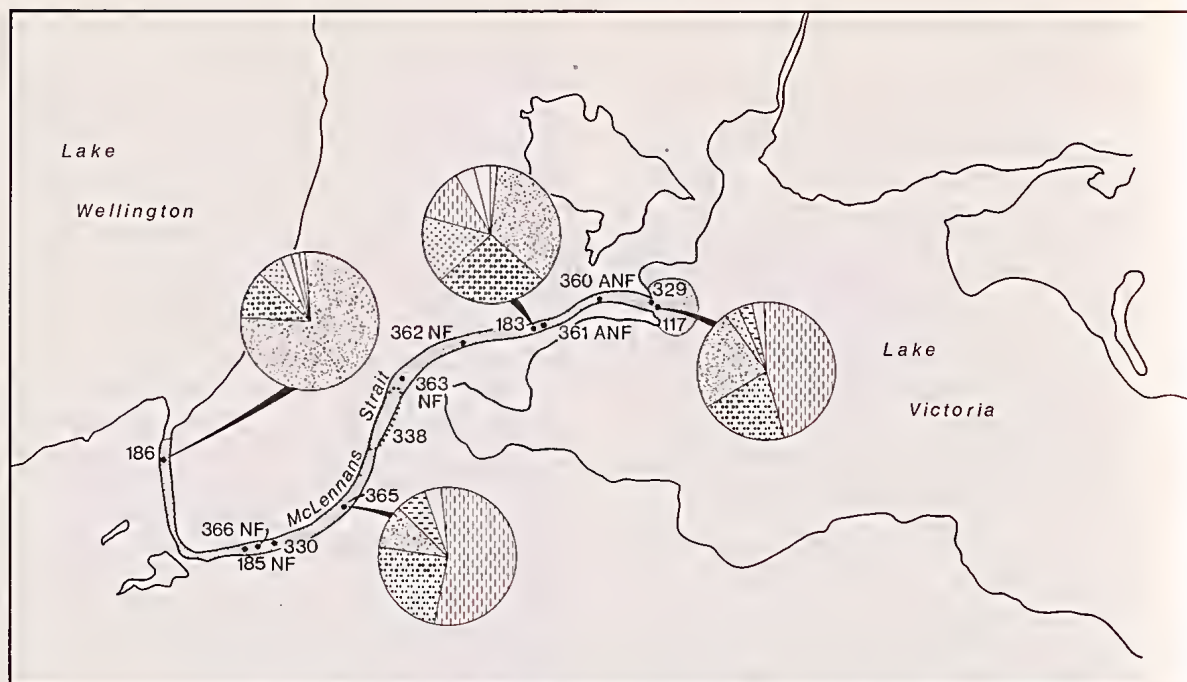 Lake
Wellington
360 ANF
329
183
361 ANF
117
362 NF
Lake
Victoria
Strait
363
NF
338
186
McLennans
365
366 NF
330
185 NF